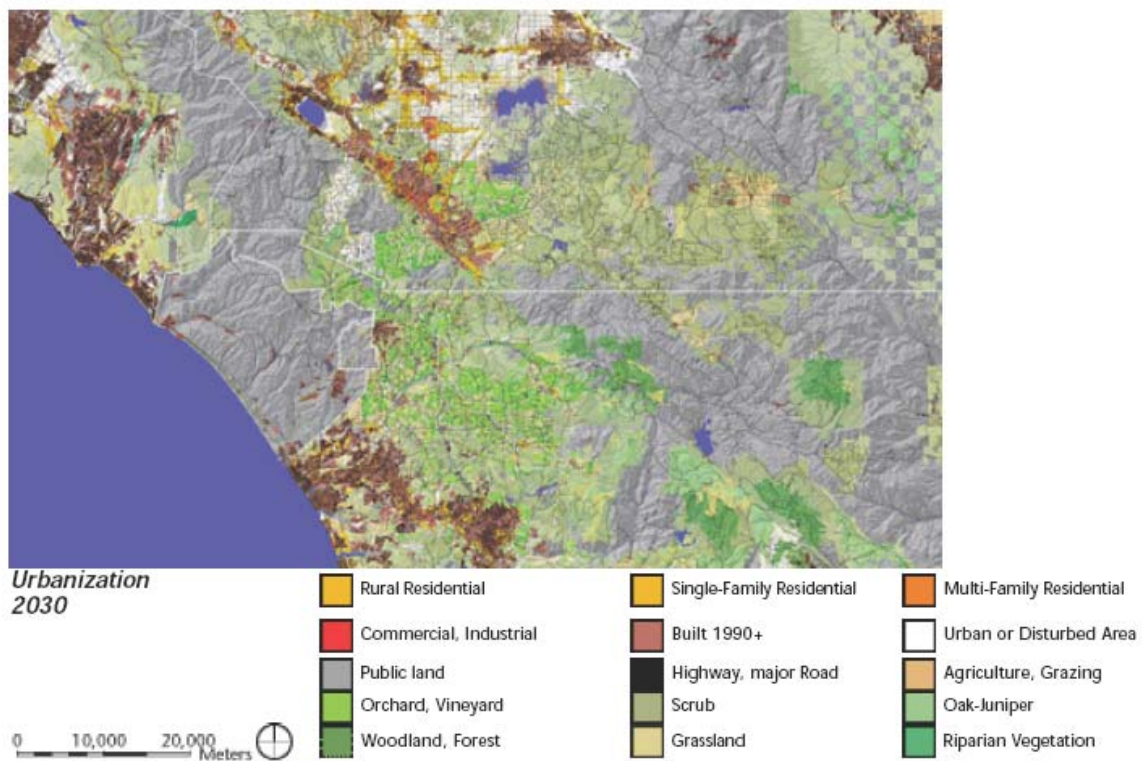 Urbanization
2030
Rural Residential
Single-Family Residential
Multi-Family Residential
Commercial, Industrial
Built 1990+
Urban or Disturbed Area
Public land
Highway, major Road
Agriculture, Grazing
Orchard, Vineyard
Scrub
Oak-Juniper
Woodland, Forest
Grassland
Riparian Vegetation
0 10,000 20,000
Meters